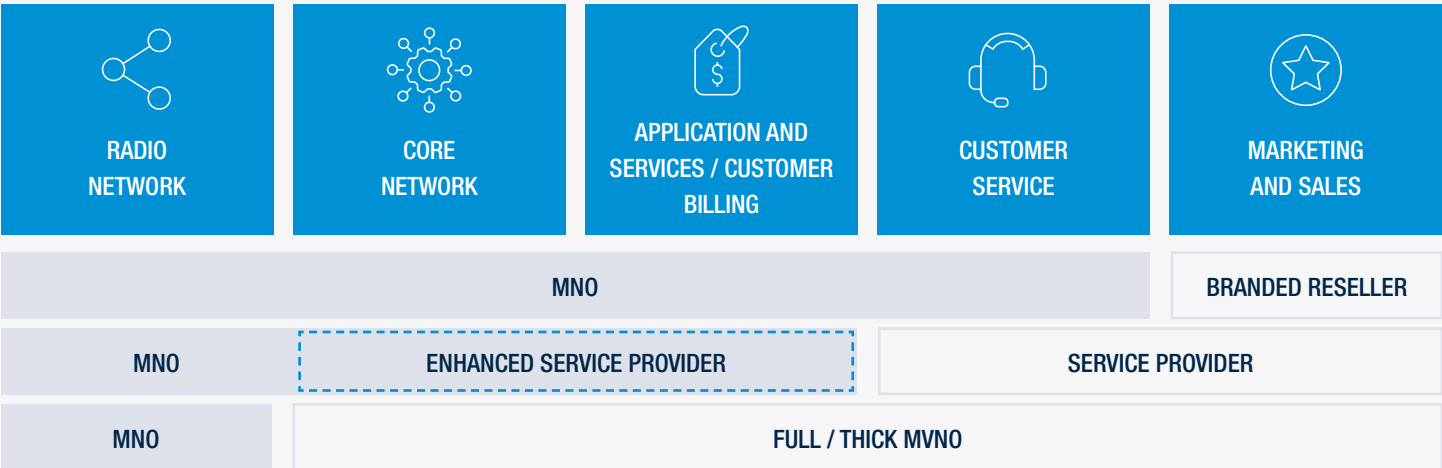 $
RADIO
NETWORK
CORE
NETWORK
APPLICATION AND
SERVICES / CUSTOMER
BILLING
CUSTOMER
SERVICE
MARKETING
AND SALES
MNO
BRANDED RESELLER
MNO
ENHANCED SERVICE PROVIDER
SERVICE PROVIDER
MNO
FULL / THICK MVNO